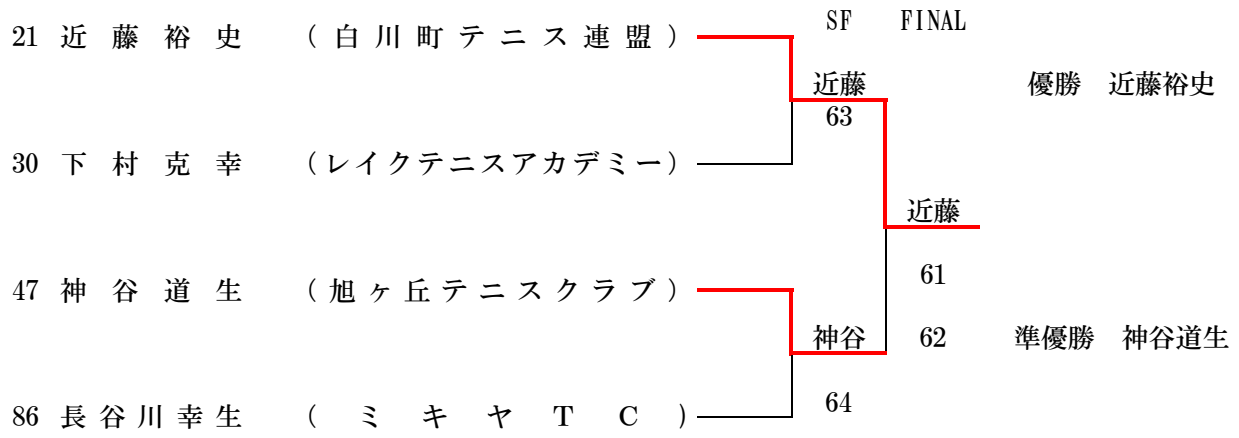 SF FINAL
21 近藤裕史 (白川町テニス連盟)
近藤 優勝 近藤裕史
63
30 下村克幸 (レイクテニスアカデミー)
近藤
61
47 神谷道生 (旭ヶ丘テニスクラブ)
神谷 62 準優勝 神谷道生
64
86 長谷川幸生 (ミキヤTC)